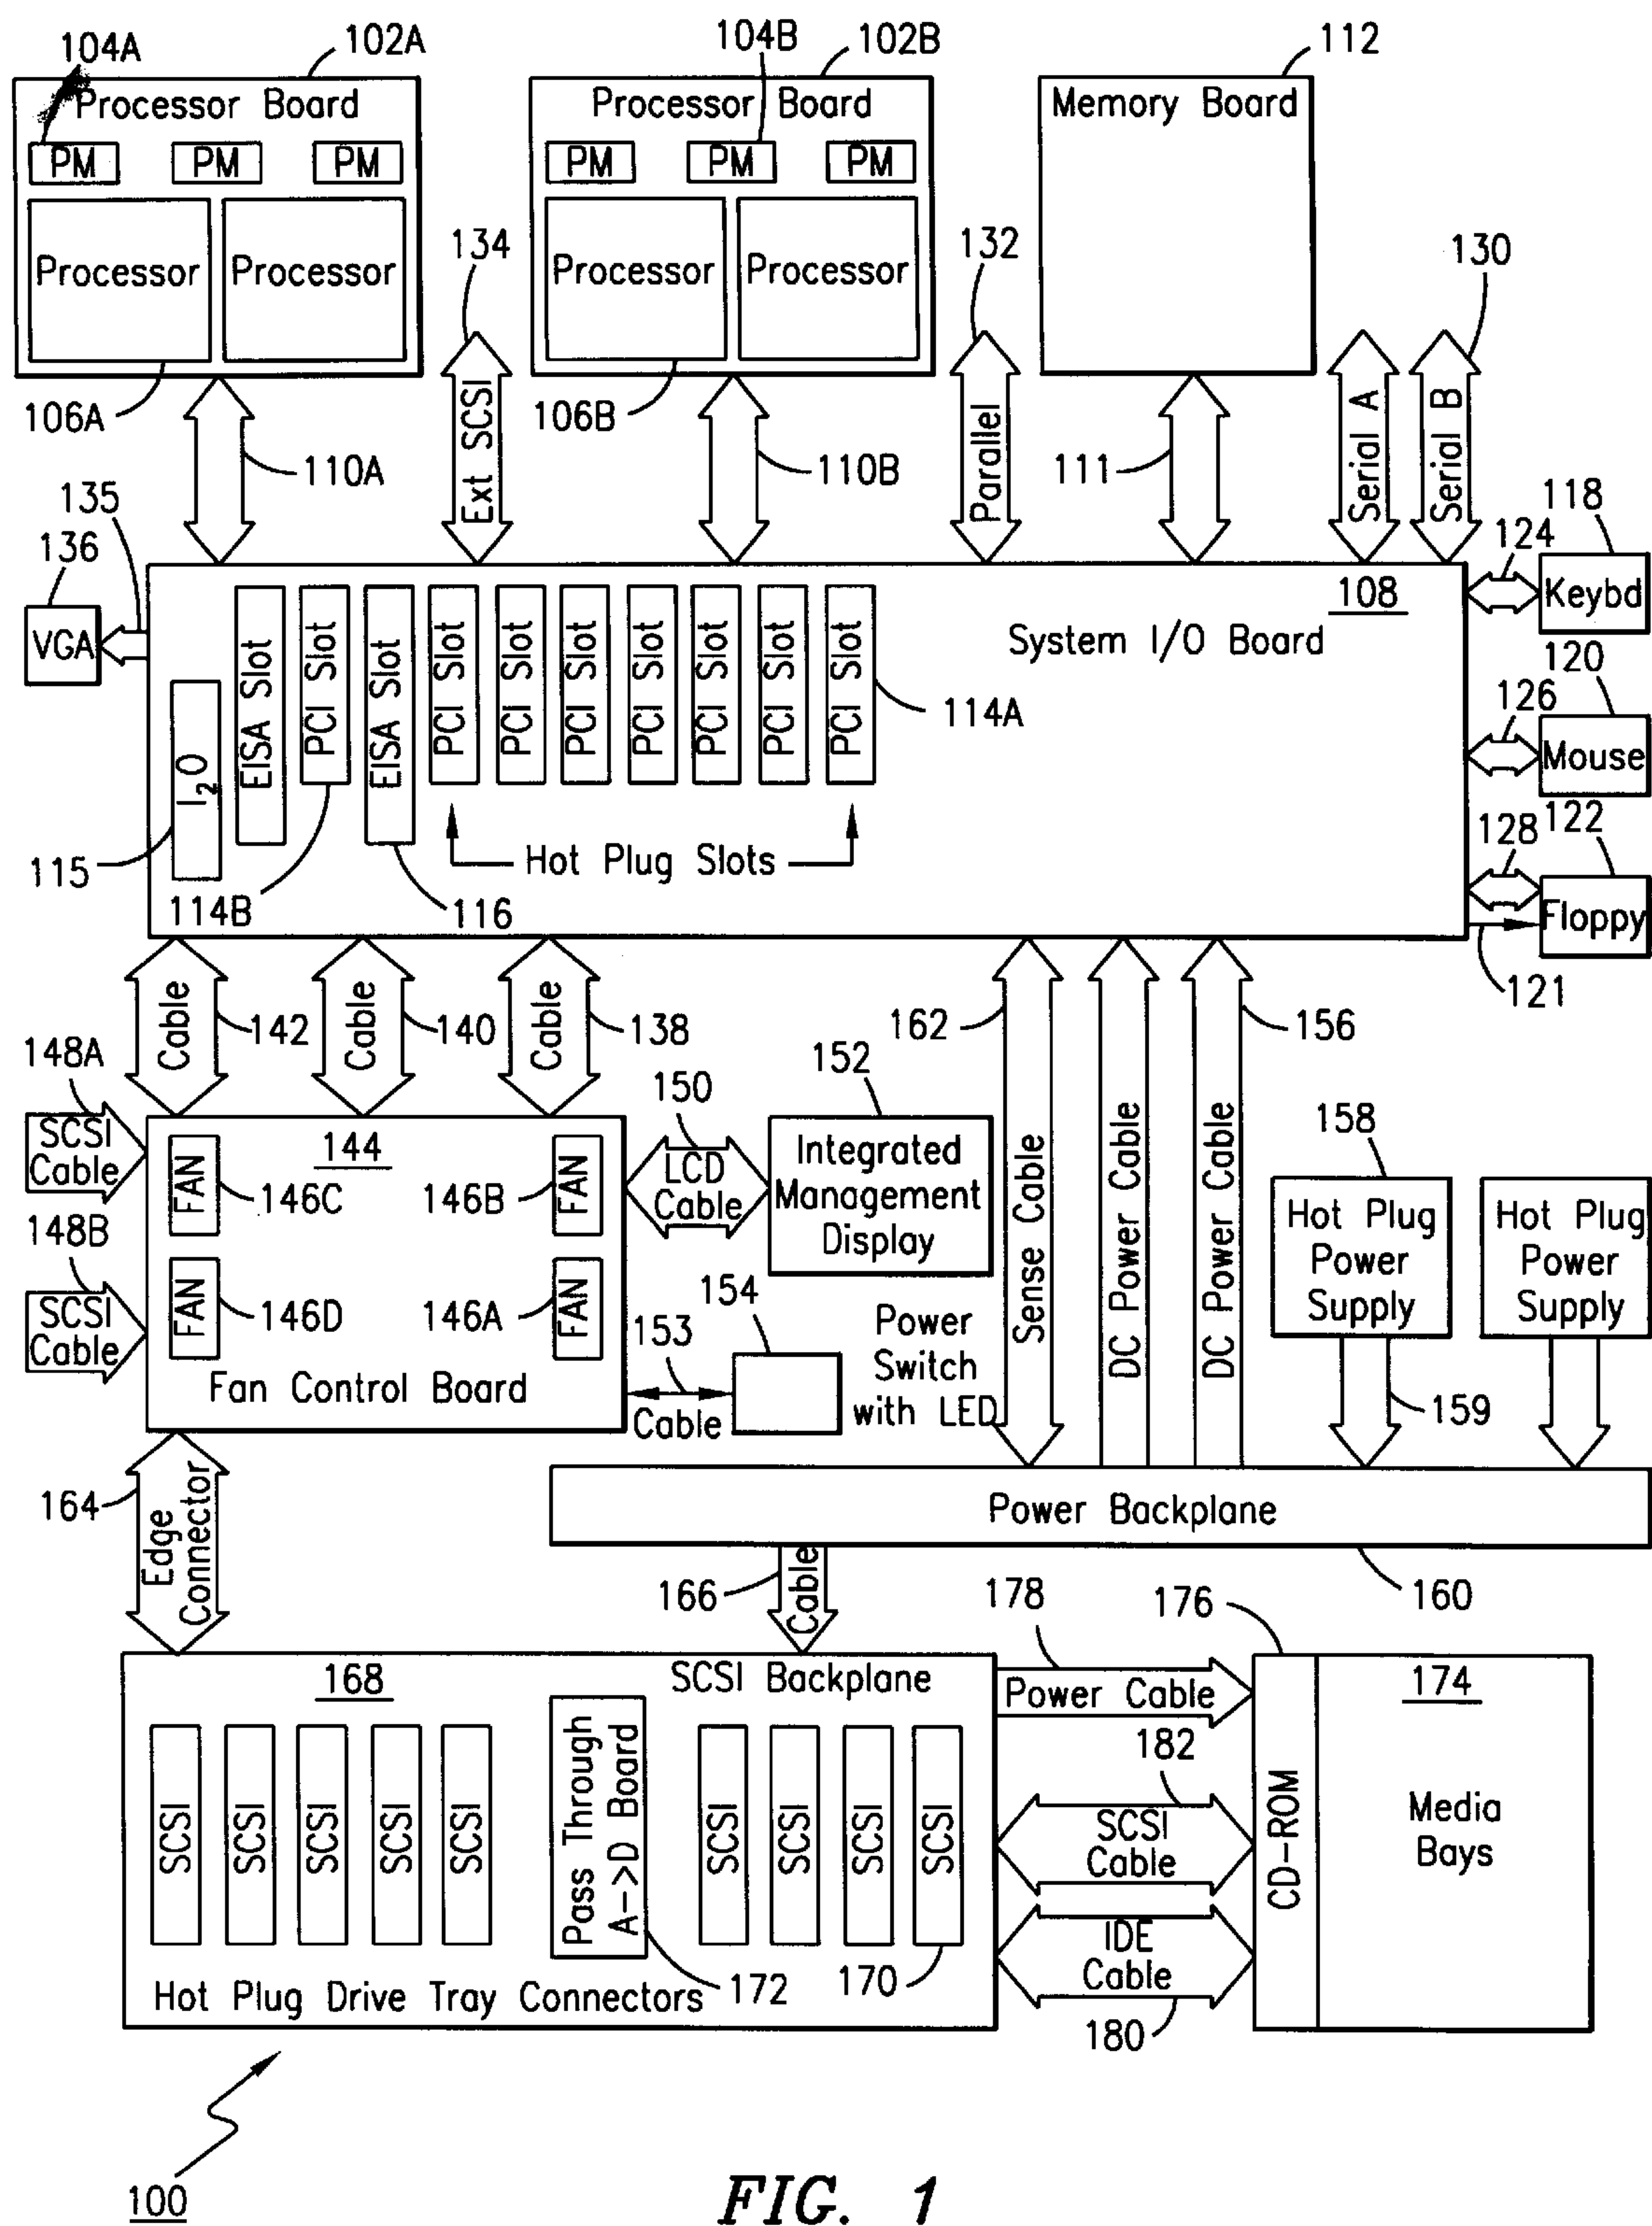 104A
102A
104B
102B
112
Processor Board
Processor Board
Memory Board
PM PM PM
PM PM PM
Processor Processor
Processor Processor
134
132
130
106A
110A
Ext SCSI
106B
110B
Parallel
111
Serial A
Serial B
135
136
VGA
118
124
Keybd
120
126
Mouse
128
122
Floppy
121
108
System I/O Board
I2O
EISA Slot
PCI Slot
EISA Slot
PCI Slot
PCI Slot
PCI Slot
PCI Slot
PCI Slot
PCI Slot
PCI Slot
114A
Hot Plug Slots
115
114B
116
Cable
142
Cable
140
Cable
138
162
156
148A
SCSI
Cable
148B
SCSI
Cable
144
FAN
146C
146B
FAN
FAN
146D
146A
FAN
Fan Control Board
150
LCD
Cable
152
Integrated
Management
Display
153
Cable
154
Power
Switch
with LED
Sense Cable
DC Power Cable
DC Power Cable
158
Hot Plug
Power
Supply
Hot Plug
Power
Supply
159
164
Edge
Connector
Power Backplane
160
166
Cable
168
SCSI Backplane
SCSI
SCSI
SCSI
SCSI
SCSI
Pass Through
A->D Board
SCSI
SCSI
SCSI
SCSI
172
170
Hot Plug Drive Tray Connectors
178
Power Cable
176
174
182
SCSI
Cable
CD-ROM
Media
Bays
IDE
Cable
180
100
FIG. 1